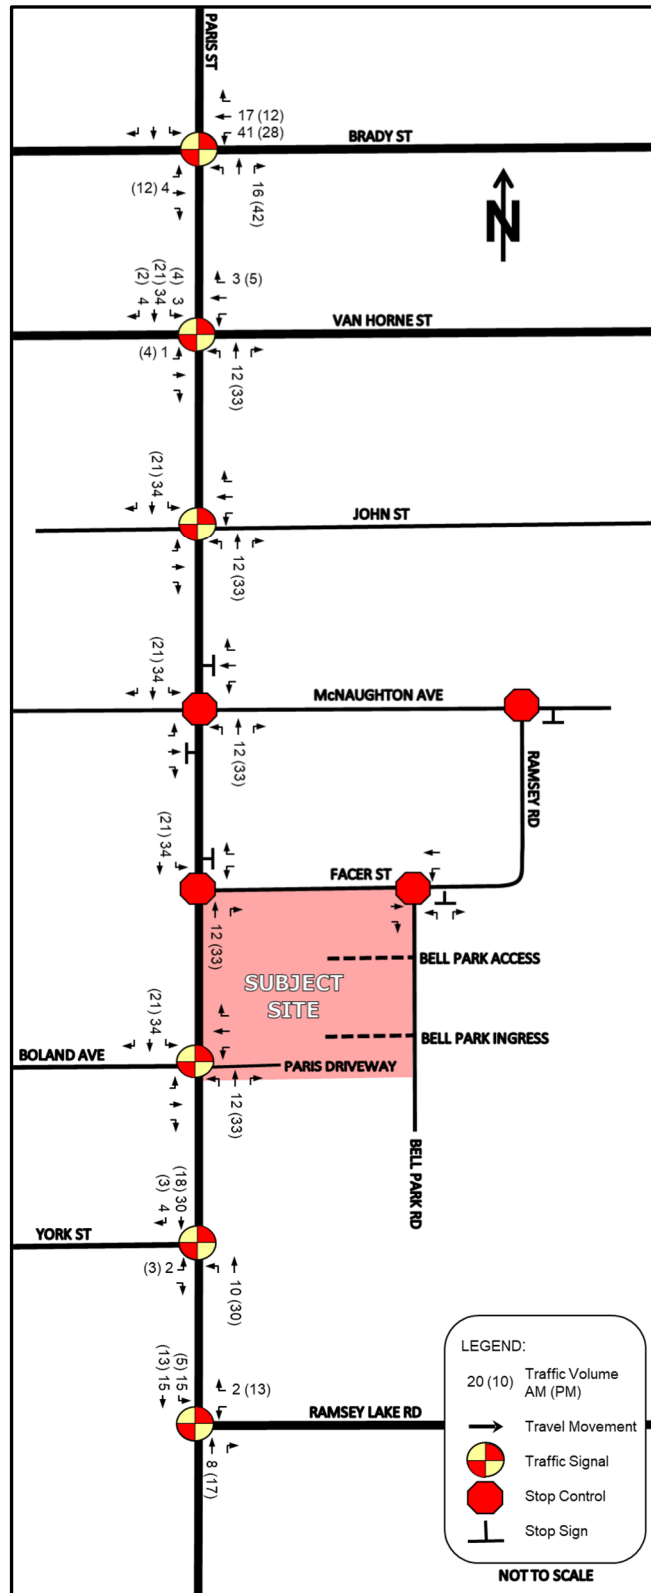 PARIS ST
17 (12)
41 (28)
BRADY ST
(12) 4
16 (42)
N
(2) 4
(21) 34
(4) 3
3 (5)
VAN HORNE ST
(4) 1
12 (33)
(21) 34
JOHN ST
12 (33)
(21) 34
McNAUGHTON AVE
12 (33)
RAMSEY RD
(21) 34
FACER ST
12 (33)
BELL PARK ACCESS
SUBJECT
SITE
(21) 34
BELL PARK INGRESS
BOLAND AVE
PARIS DRIVEWAY
12 (33)
BELL PARK RD
(3) 4
(18) 30
YORK ST
(3) 2
10 (30)
(13) 15
(5) 15
2 (13)
RAMSEY LAKE RD
8 (17)
LEGEND:
20 (10)
Traffic Volume
AM (PM)
Travel Movement
Traffic Signal
Stop Control
Stop Sign
NOT TO SCALE